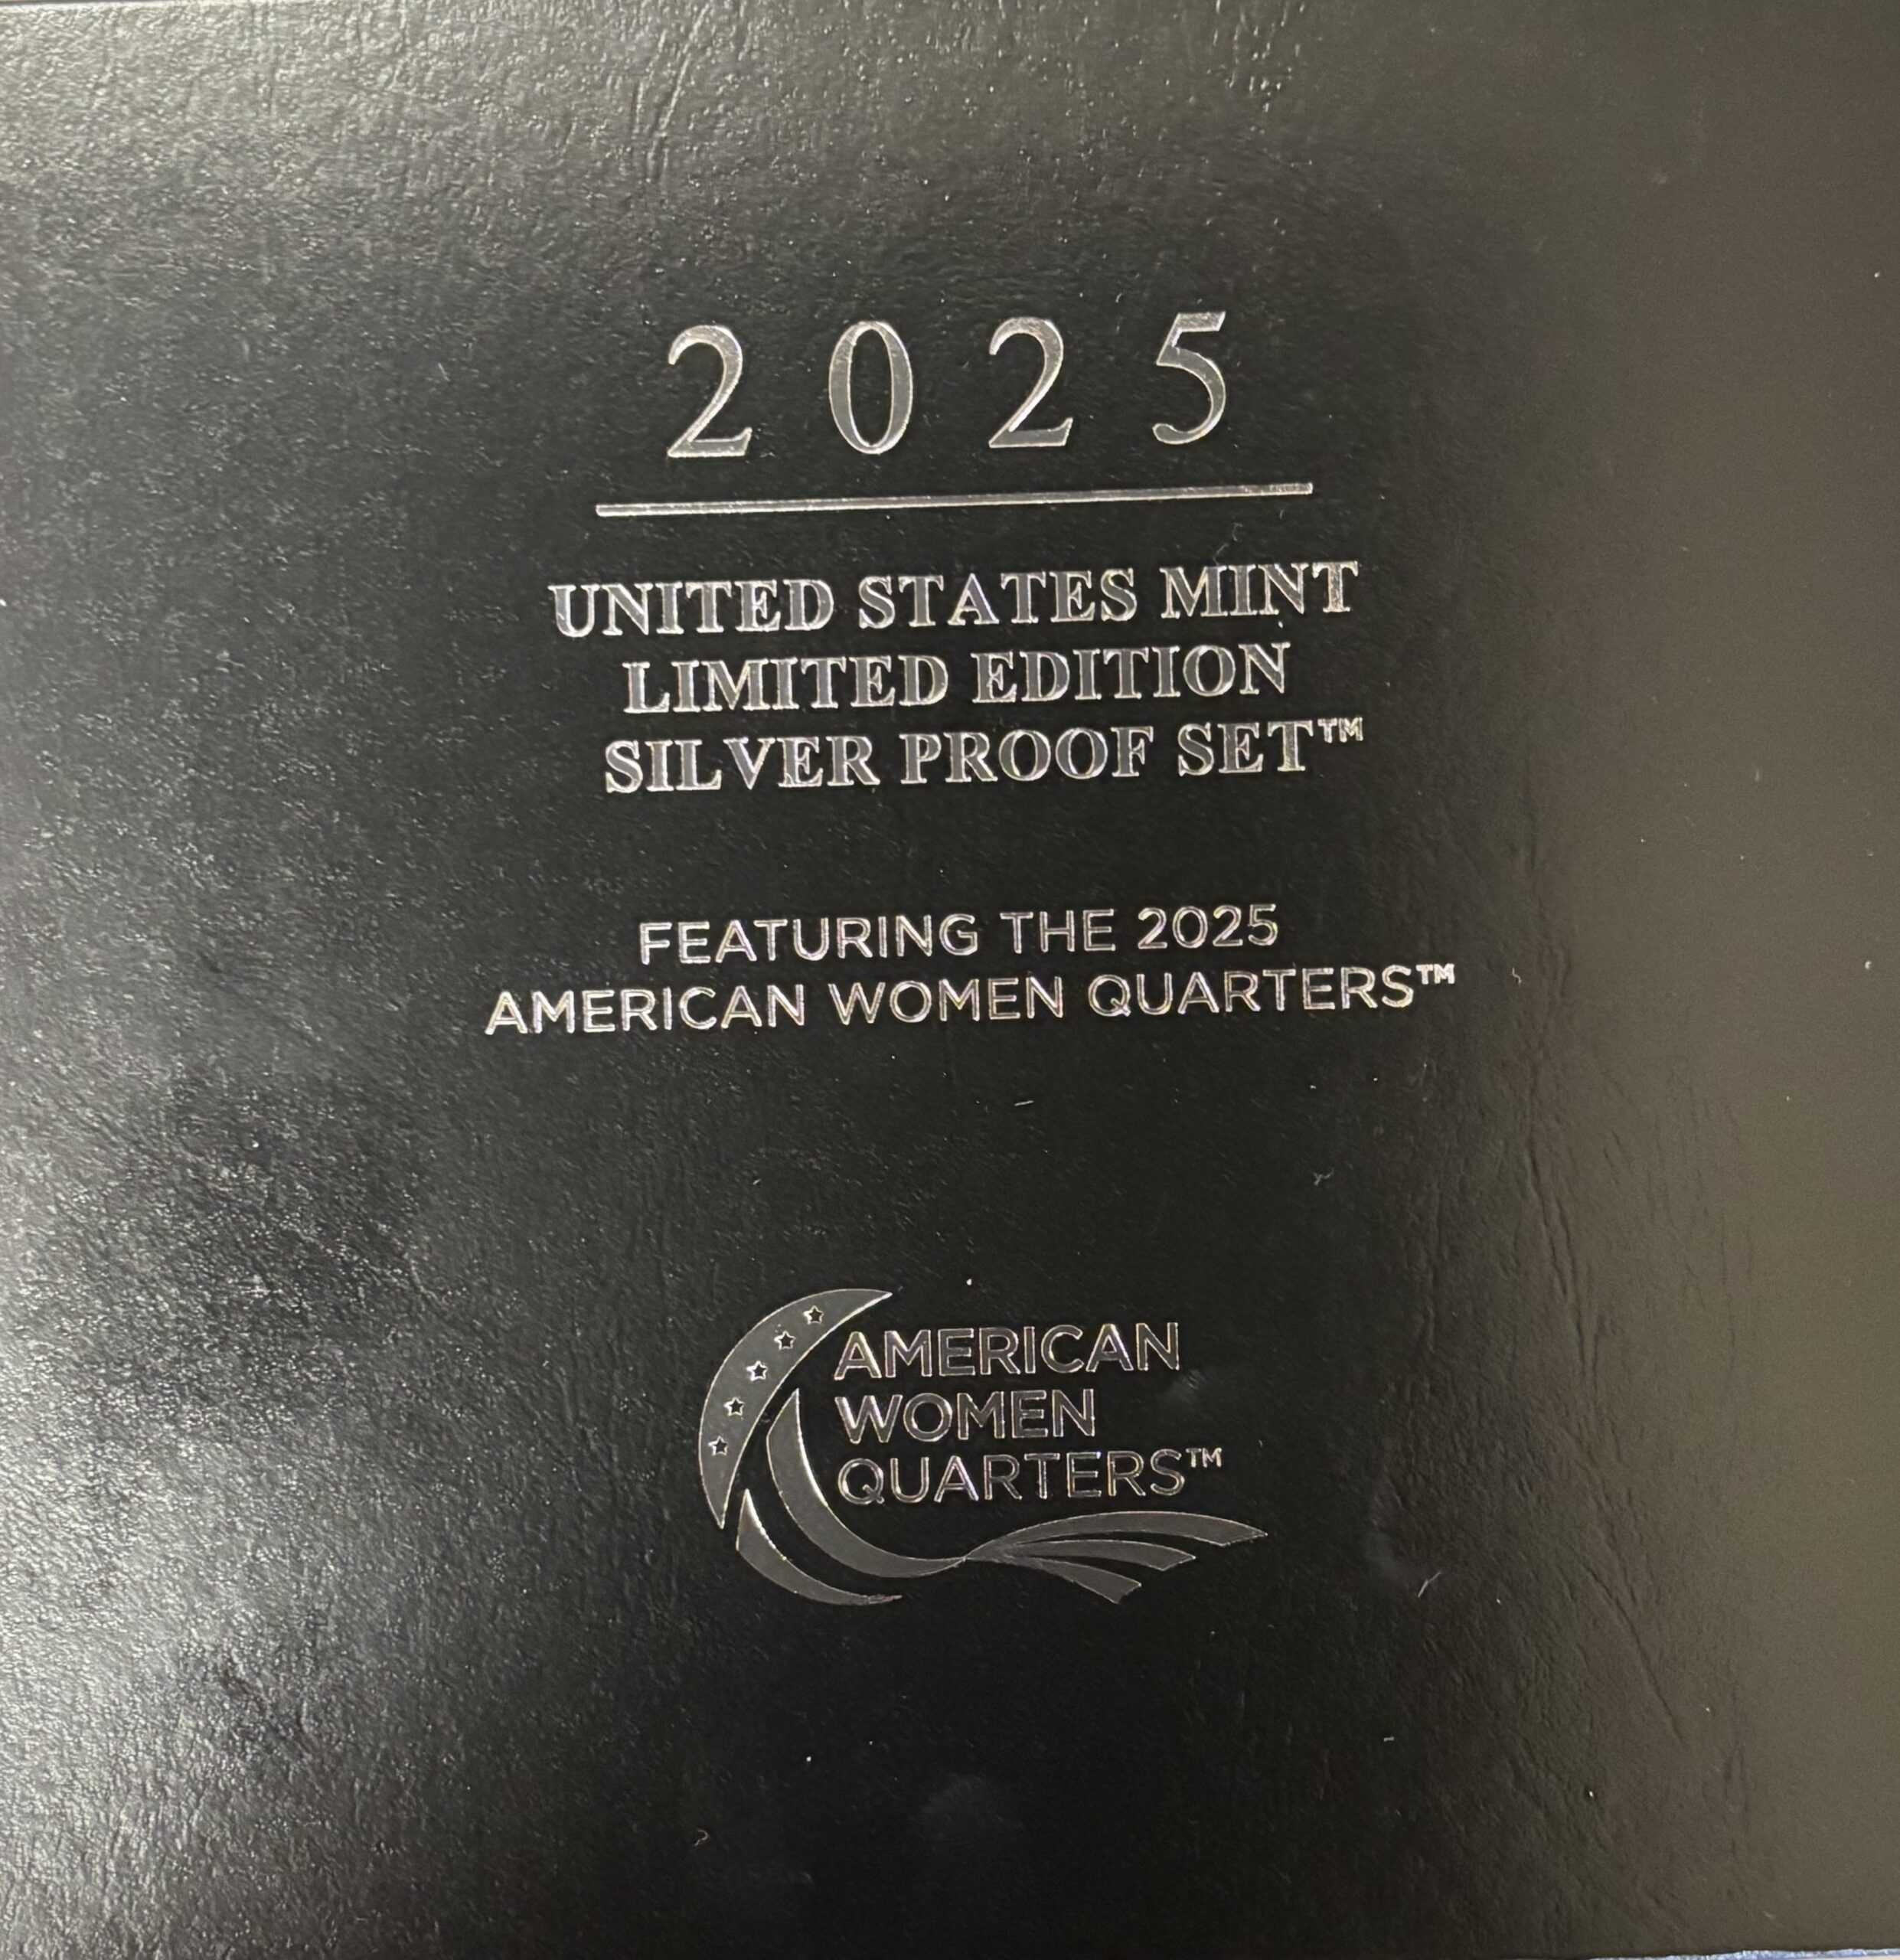 2025
UNITED STATES MINT
LIMITED EDITION
SILVER PROOF SET™
FEATURING THE 2025
AMERICAN WOMEN QUARTERS™
AMERICAN
WOMEN
QUARTERS™